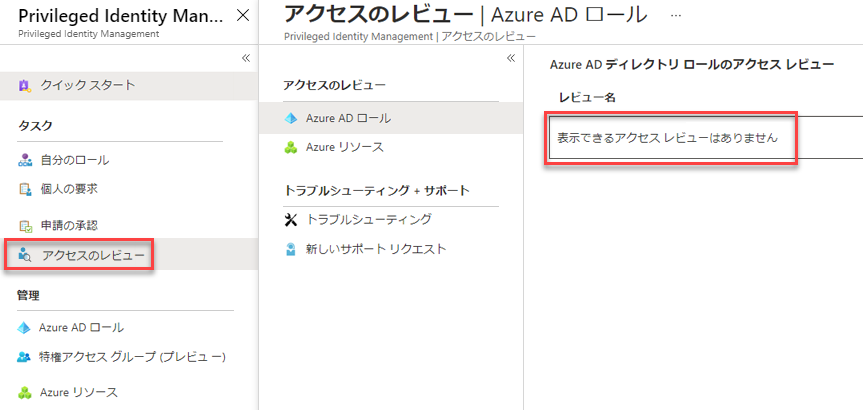 Privileged Identity Man...
Privileged Identity Management
クイック スタート
タスク
自分のロール
個人の要求
申請の承認
アクセスのレビュー
管理
Azure AD ロール
特権アクセス グループ (プレビュー)
Azure リソース
アクセスのレビュー | Azure AD ロール ...
Privileged Identity Management | アクセスのレビュー
アクセスのレビュー
Azure AD ロール
Azure リソース
トラブルシューティング + サポート
トラブルシューティング
新しいサポート リクエスト
Azure AD ディレクトリ ロールのアクセス レビュー
レビュー名
表示できるアクセス レビューはありません